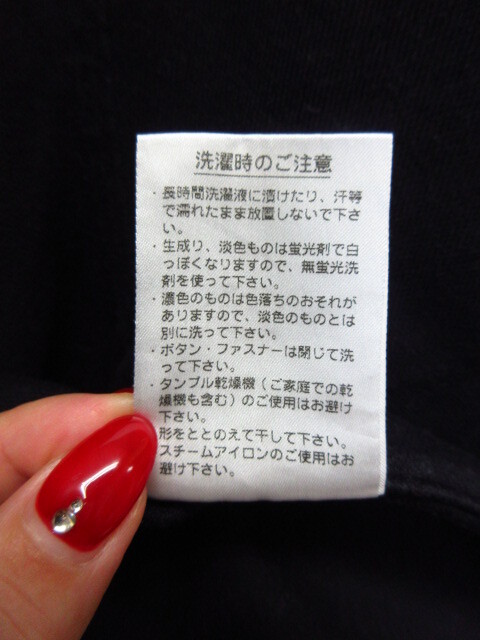 洗濯時のご注意
・長時間洗濯液に漬けたり、汗等
で濡れたまま放置しないで下さ
い。
・生成り、淡色ものは蛍光剤で白
っぽくなりますので、無蛍光洗
剤を使って下さい。
・濃色のものは色落ちのおそれが
ありますので、淡色のものとは
別に洗って下さい。
・ボタン・ファスナーは閉じて洗
って下さい。
・タンブル乾燥機（ご家庭での乾
燥機も含む）のご使用はお避け
下さい。
形をととのえて干して下さい。
スチームアイロンのご使用はお
避け下さい。